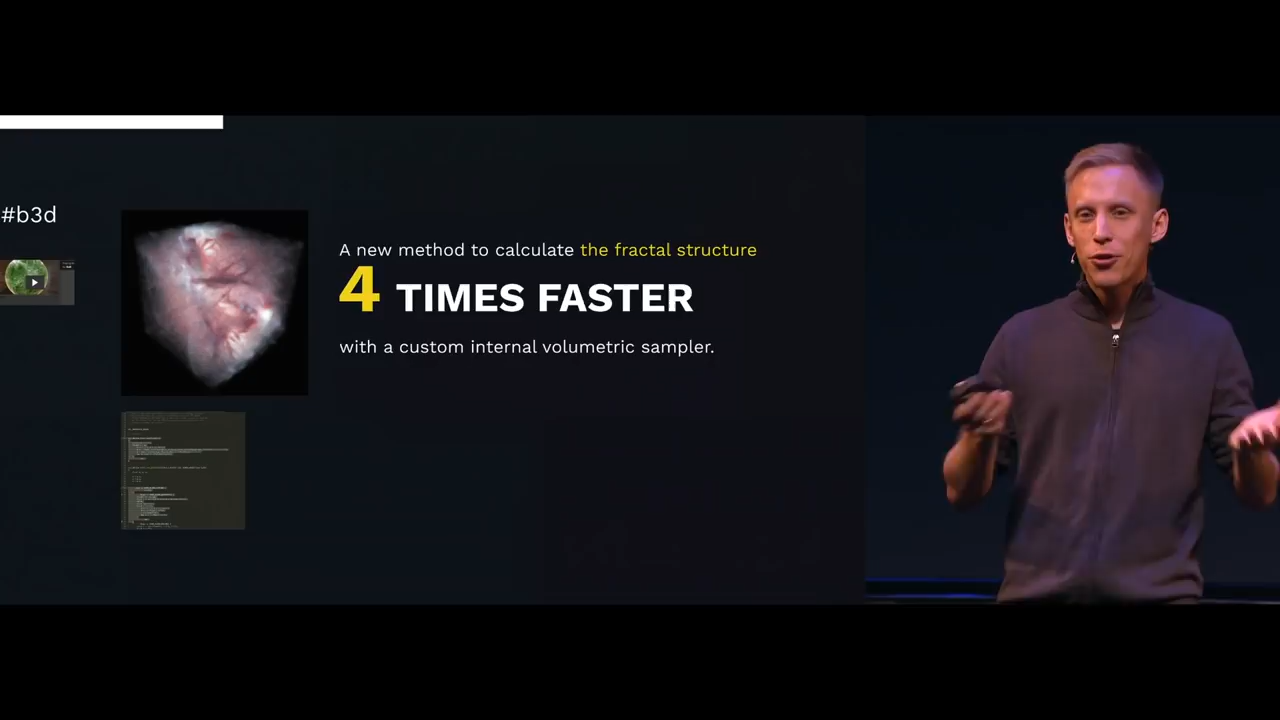 #b3d
A new method to calculate the fractal structure
4 TIMES FASTER
with a custom internal volumetric sampler.